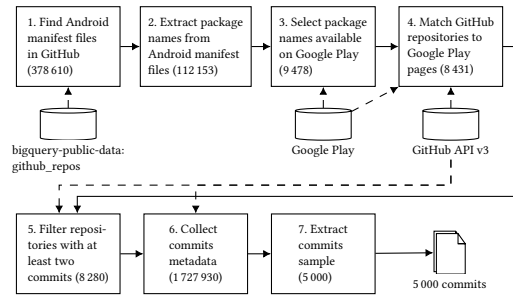 1. Find Android
manifest files
in GitHub
(378 610)
2. Extract package
names from
Android manifest
files (112 153)
3. Select package
names available
on Google Play
(9 478)
4. Match GitHub
repositories to
Google Play
pages (8 431)
bigquery-public-data:
github_repos
Google Play
GitHub API v3
5. Filter reposi-
tories with at
least two
commits (8 280)
6. Collect
commits
metadata
(1 727 930)
7. Extract
commits
sample
(5 000)
5 000 commits